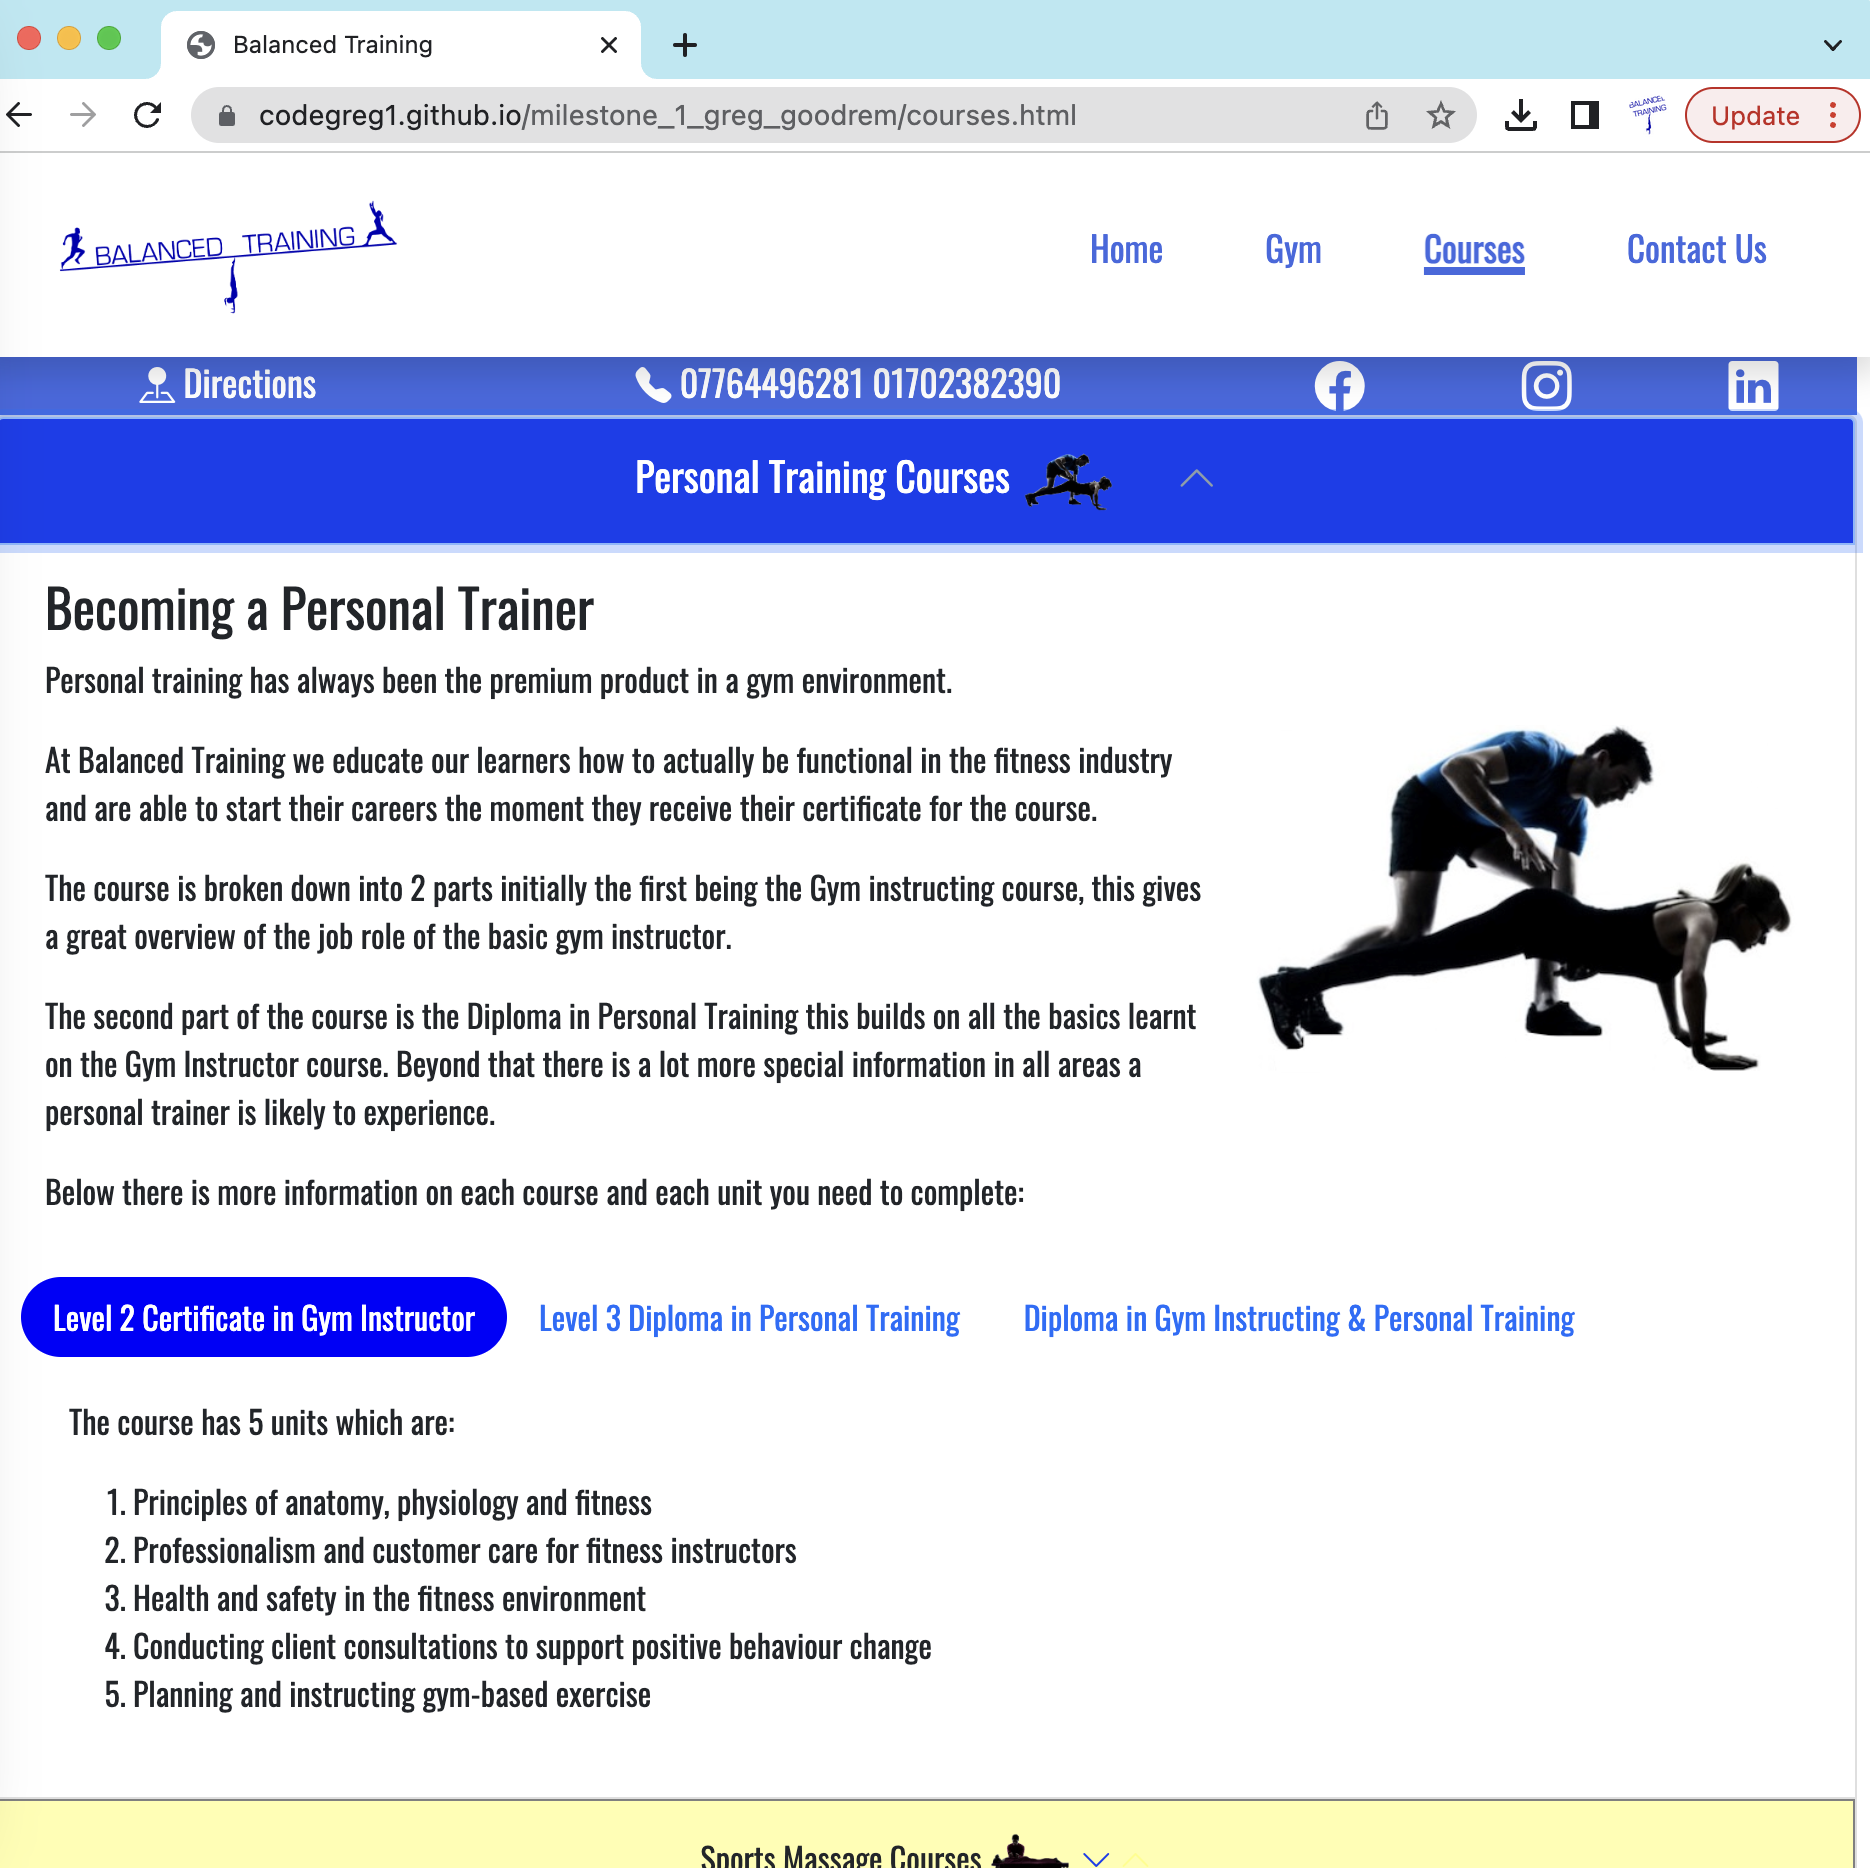 Balanced Training
codegreg1.github.io/milestone_1_greg_goodrem/courses.html
BALANCED TRAINING
Update
BALANCED TRAINING
Home Gym Courses Contact Us
Directions 07764496281 01702382390
Personal Training Courses
Becoming a Personal Trainer
Personal training has always been the premium product in a gym environment.
At Balanced Training we educate our learners how to actually be functional in the fitness industry
and are able to start their careers the moment they receive their certificate for the course.
The course is broken down into 2 parts initially the first being the Gym instructing course, this gives
a great overview of the job role of the basic gym instructor.
The second part of the course is the Diploma in Personal Training this builds on all the basics learnt
on the Gym Instructor course. Beyond that there is a lot more special information in all areas a
personal trainer is likely to experience.
Below there is more information on each course and each unit you need to complete:
Level 2 Certificate in Gym Instructor Level 3 Diploma in Personal Training Diploma in Gym Instructing & Personal Training
The course has 5 units which are:
1. Principles of anatomy, physiology and fitness
2. Professionalism and customer care for fitness instructors
3. Health and safety in the fitness environment
4. Conducting client consultations to support positive behaviour change
5. Planning and instructing gym-based exercise
Sports Massage Courses